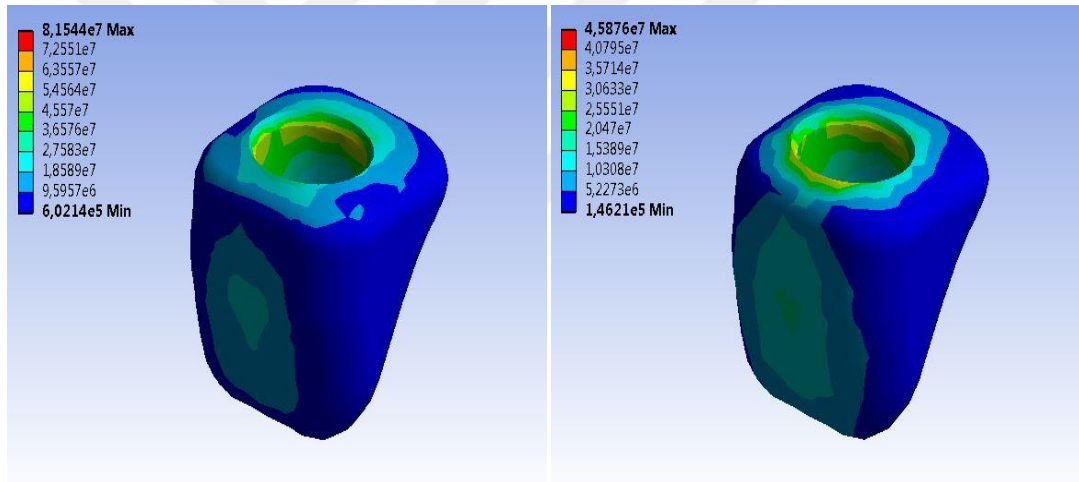 8,1544e7 Max
7,2551e7
6,3557e7
5,4564e7
4,557e7
3,6576e7
2,7583e7
1,8589e7
9,5957e6
6,0214e5 Min
4,5876e7 Max
4,0795e7
3,5714e7
3,0633e7
2,5551e7
2,047e7
1,5389e7
1,0308e7
5,2273e6
1,4621e5 Min